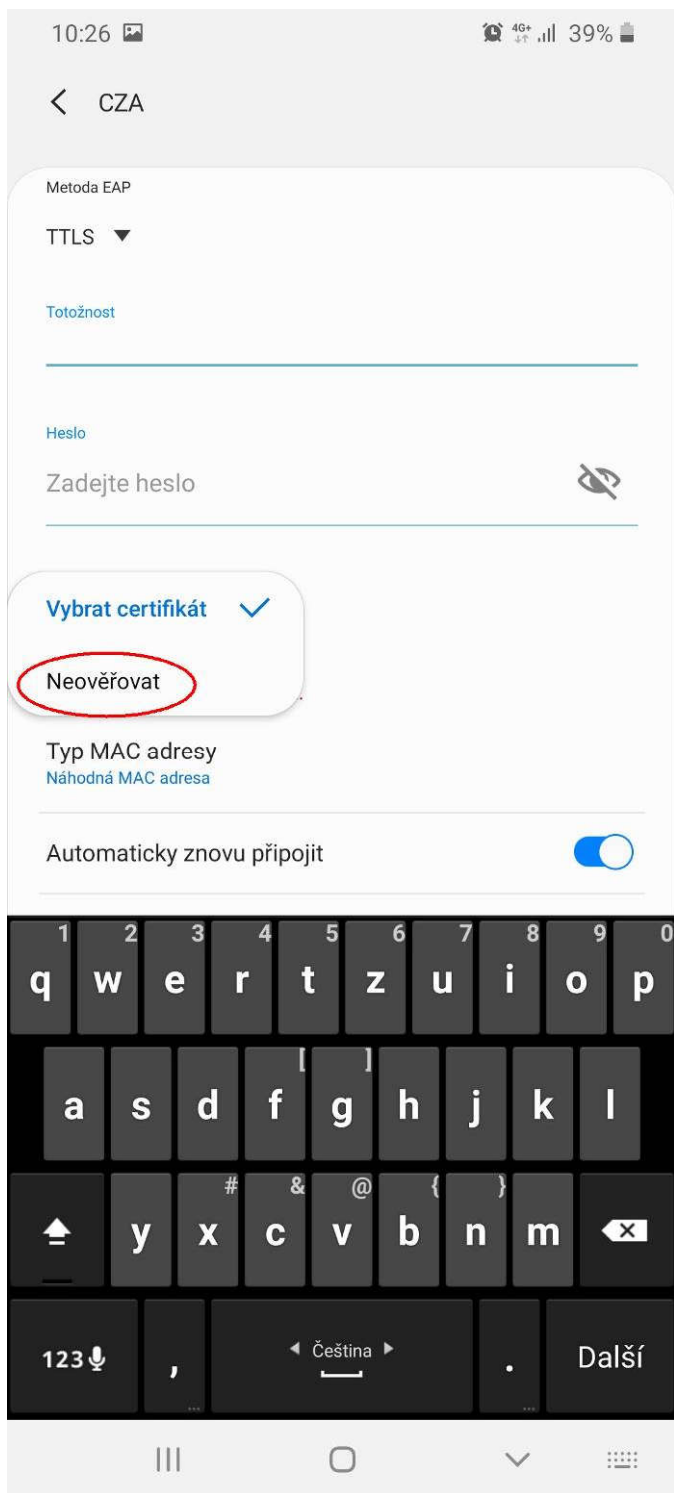 10:26 4G+ 39%
CZA
Metoda EAP
TTLS
Totožnost
Heslo
Zadejte heslo
Vybrat certifikát
Neověřovat
Typ MAC adresy
Náhodná MAC adresa
Automaticky znovu připojit
1 2 3 4 5 6 7 8 9 0
q w e r t z u i o p
[ ]
a s d f g h j k l
# & @ { }
y x c v b n m
123 , Čeština . Další